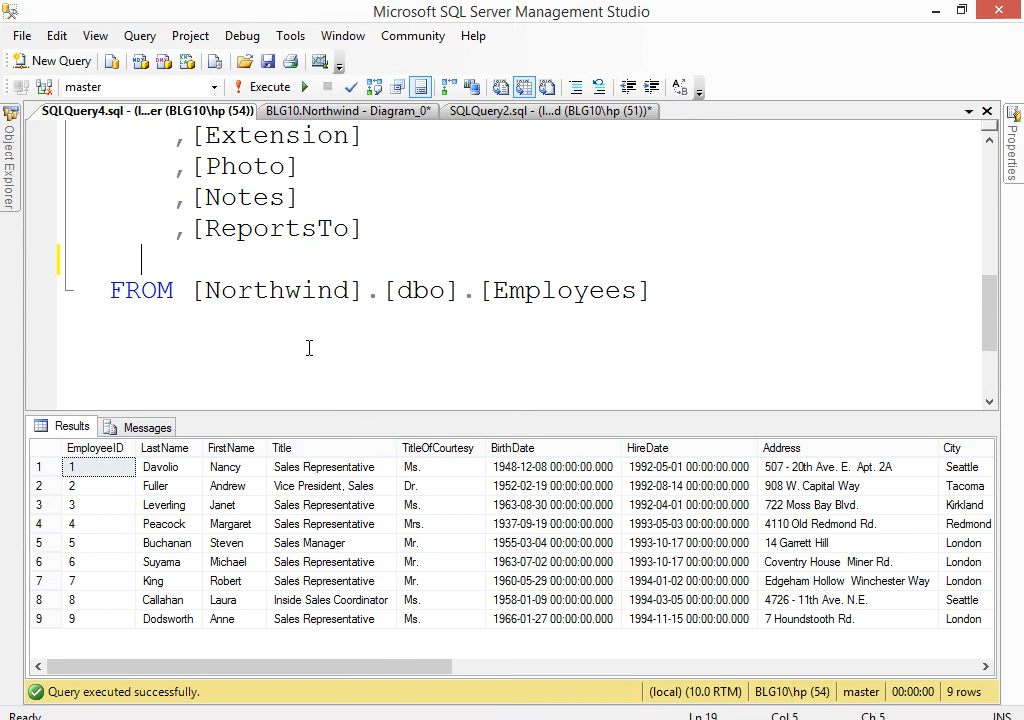 Microsoft SQL Server Management Studio
File Edit View Query Project Debug Tools Window Community Help
New Query
master Execute
SQLQuery4.sql - (l...er (BLG10\hp (54)) BLG10.Northwind - Diagram_0* SQLQuery2.sql - (l...d (BLG10\hp (51))*
Object Explorer
Properties
,[Extension]
,[Photo]
,[Notes]
,[ReportsTo]
FROM [Northwind].[dbo].[Employees]
Results Messages
EmployeeID LastName FirstName Title TitleOfCourtesy BirthDate HireDate Address City
1 1 Davolio Nancy Sales Representative Ms. 1948-12-08 00:00:00.000 1992-05-01 00:00:00.000 507 - 20th Ave. E. Apt. 2A Seattle
2 2 Fuller Andrew Vice President, Sales Dr. 1952-02-19 00:00:00.000 1992-08-14 00:00:00.000 908 W. Capital Way Tacoma
3 3 Leverling Janet Sales Representative Ms. 1963-08-30 00:00:00.000 1992-04-01 00:00:00.000 722 Moss Bay Blvd. Kirkland
4 4 Peacock Margaret Sales Representative Mrs. 1937-09-19 00:00:00.000 1993-05-03 00:00:00.000 4110 Old Redmond Rd. Redmond
5 5 Buchanan Steven Sales Manager Mr. 1955-03-04 00:00:00.000 1993-10-17 00:00:00.000 14 Garrett Hill London
6 6 Suyama Michael Sales Representative Mr. 1963-07-02 00:00:00.000 1993-10-17 00:00:00.000 Coventry House Miner Rd. London
7 7 King Robert Sales Representative Mr. 1960-05-29 00:00:00.000 1994-01-02 00:00:00.000 Edgeham Hollow Winchester Way London
8 8 Callahan Laura Inside Sales Coordinator Ms. 1958-01-09 00:00:00.000 1994-03-05 00:00:00.000 4726 - 11th Ave. N.E. Seattle
9 9 Dodsworth Anne Sales Representative Ms. 1966-01-27 00:00:00.000 1994-11-15 00:00:00.000 7 Houndstooth Rd. London
Query executed successfully. (local) (10.0 RTM) BLG10\hp (54) master 00:00:00 9 rows
Ready Ln 19 Col 5 Ch 5 INS